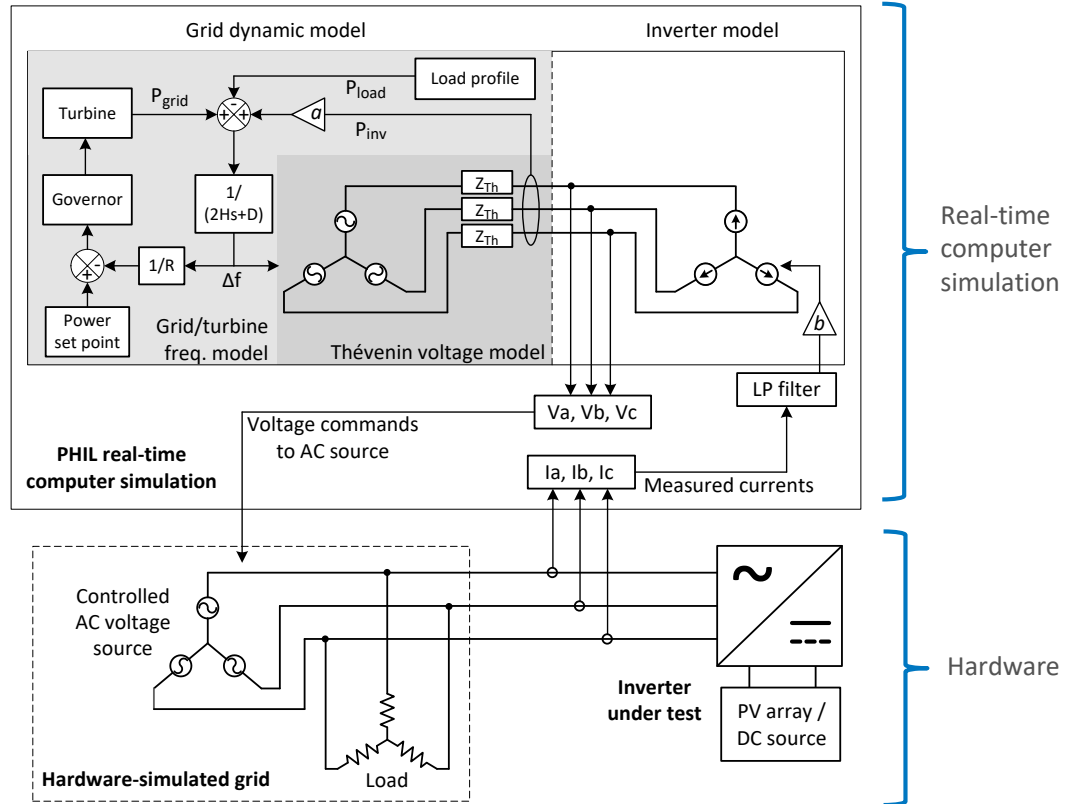 Grid dynamic model
Inverter model
Load profile
P_load
P_grid
Turbine
a
P_inv
Governor
1/
(2Hs+D)
Z_Th
Z_Th
Z_Th
1/R
Δf
Power
set point
Grid/turbine
freq. model
Thévenin voltage model
b
LP filter
Va, Vb, Vc
Voltage commands
to AC source
PHIL real-time
computer simulation
Ia, Ib, Ic
Measured currents
Real-time
computer
simulation
Controlled
AC voltage
source
Load
Hardware-simulated grid
Inverter
under test
PV array /
DC source
Hardware